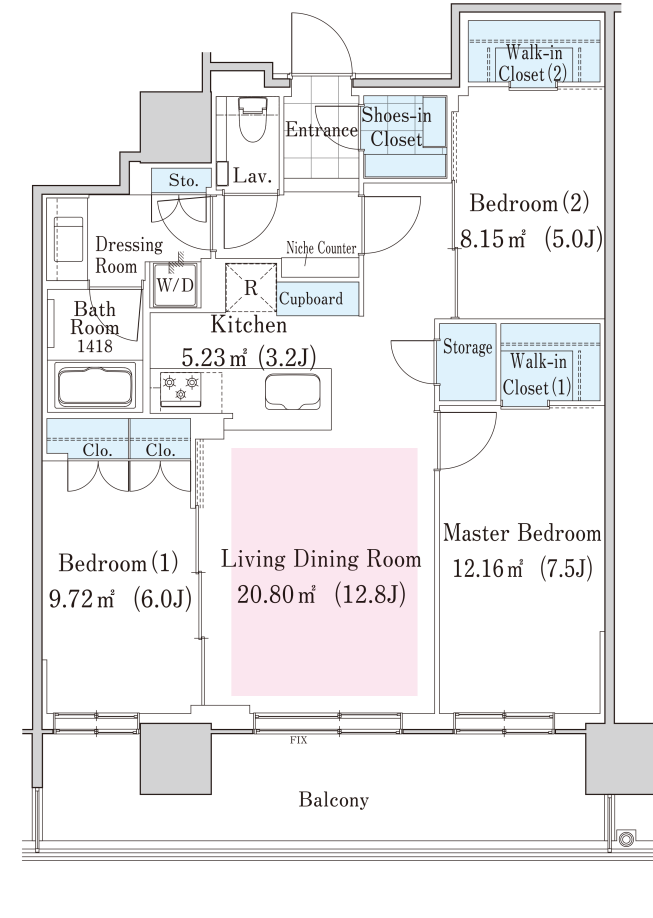 Walk-in
Closet(2)
Entrance
Shoes-in
Closet
Sto.
Lav.
Bedroom(2)
8.15㎡ (5.0J)
Dressing
Room
Niche Counter
W/D
R
Cupboard
Bath
Room
1418
Kitchen
5.23㎡(3.2J)
Storage
Walk-in
Closet(1)
Clo.
Clo.
Master Bedroom
12.16㎡ (7.5J)
Bedroom(1)
9.72㎡ (6.0J)
Living Dining Room
20.80㎡ (12.8J)
FIX
Balcony